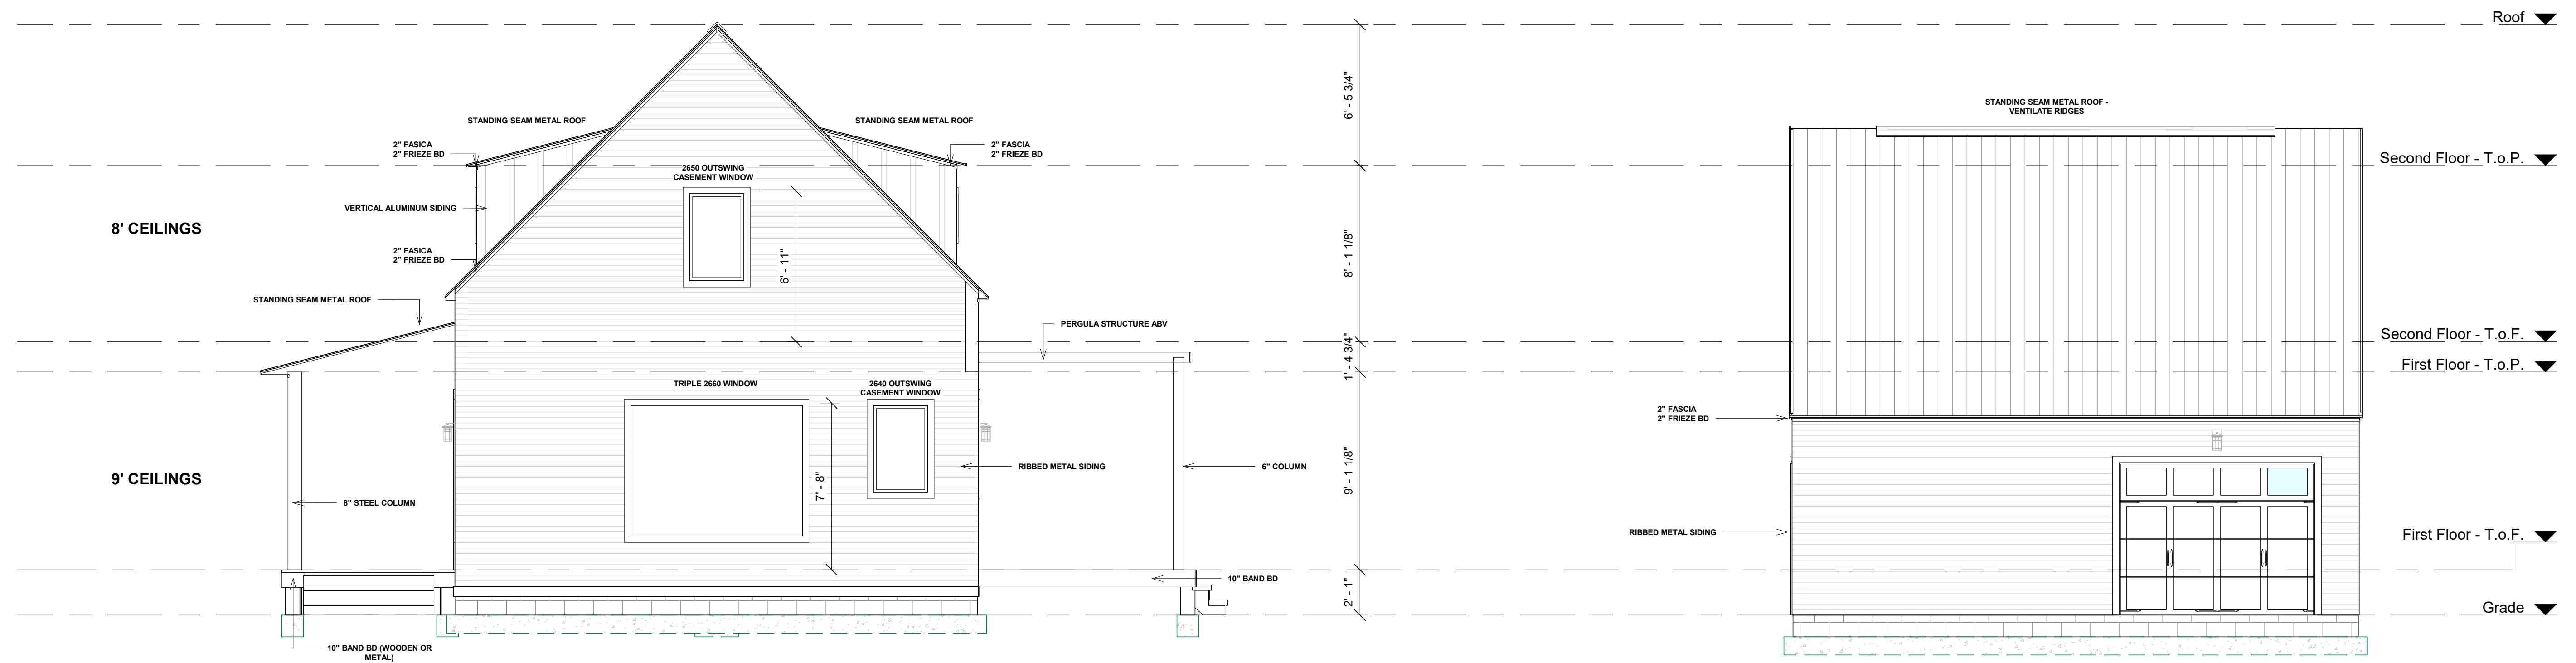 Roof
6' - 5 3/4"
STANDING SEAM METAL ROOF -
VENTILATE RIDGES
STANDING SEAM METAL ROOF
STANDING SEAM METAL ROOF
2" FASICA
2" FRIEZE BD
2" FASCIA
2" FRIEZE BD
Second Floor - T.o.P.
2650 OUTSWING
CASEMENT WINDOW
VERTICAL ALUMINUM SIDING
8' CEILINGS
8' - 1 1/8"
2" FASICA
2" FRIEZE BD
6' - 11"
STANDING SEAM METAL ROOF
PERGULA STRUCTURE ABV
Second Floor - T.o.F.
1' - 4 3/4"
First Floor - T.o.P.
TRIPLE 2660 WINDOW
2640 OUTSWING
CASEMENT WINDOW
2" FASCIA
2" FRIEZE BD
RIBBED METAL SIDING
6" COLUMN
9' CEILINGS
7' - 8"
9' - 1 1/8"
8" STEEL COLUMN
RIBBED METAL SIDING
First Floor - T.o.F.
10" BAND BD
2' - 1"
Grade
10" BAND BD (WOODEN OR
METAL)